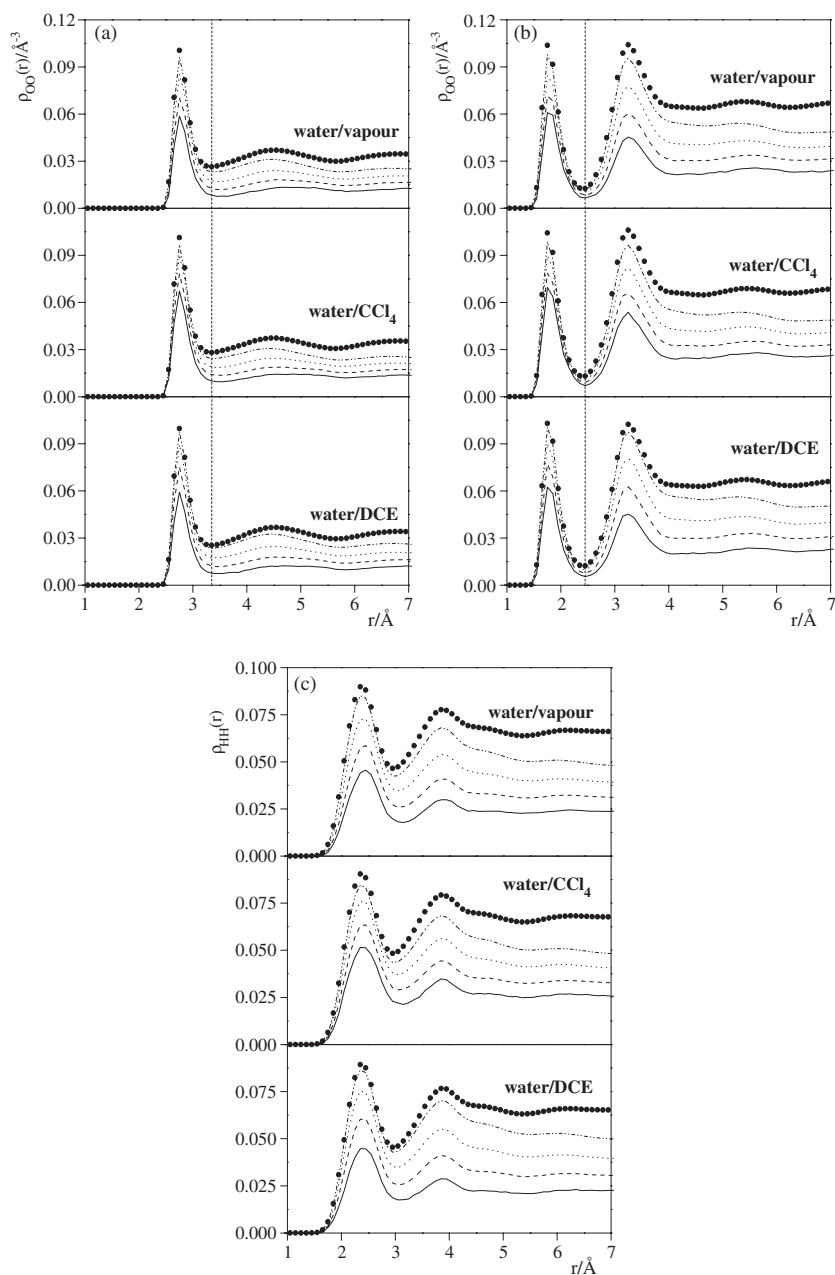 (a)
ρOO(r)/Å-3
0.12
0.09
0.06
0.03
0.00
water/vapour
0.09
0.06
0.03
0.00
water/CCl4
0.09
0.06
0.03
0.00
water/DCE
1 2 3 4 5 6 7
r/Å
(b)
ρOO(r)/Å-3
0.12
0.09
0.06
0.03
0.00
water/vapour
0.09
0.06
0.03
0.00
water/CCl4
0.09
0.06
0.03
0.00
water/DCE
1 2 3 4 5 6 7
r/Å
(c)
ρHH(r)
0.100
0.075
0.050
0.025
0.000
water/vapour
0.075
0.050
0.025
0.000
water/CCl4
0.075
0.050
0.025
0.000
water/DCE
1 2 3 4 5 6 7
r/Å